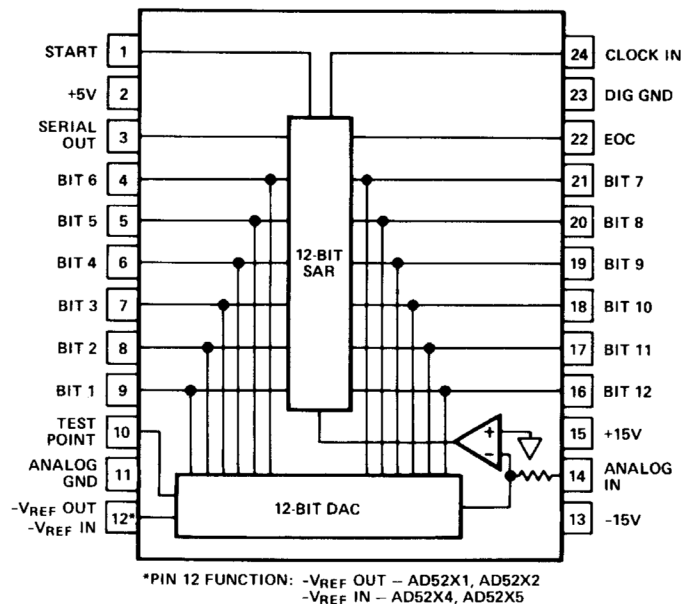 START 1
+5V 2
SERIAL
OUT 3
BIT 6 4
BIT 5 5
BIT 4 6
BIT 3 7
BIT 2 8
BIT 1 9
TEST
POINT 10
ANALOG
GND 11
-VREF OUT
-VREF IN 12*
12-BIT
SAR
+
-
12-BIT DAC
24 CLOCK IN
23 DIG GND
22 EOC
21 BIT 7
20 BIT 8
19 BIT 9
18 BIT 10
17 BIT 11
16 BIT 12
15 +15V
14 ANALOG
IN
13 -15V
*PIN 12 FUNCTION: -VREF OUT – AD52X1, AD52X2
-VREF IN – AD52X4, AD52X5